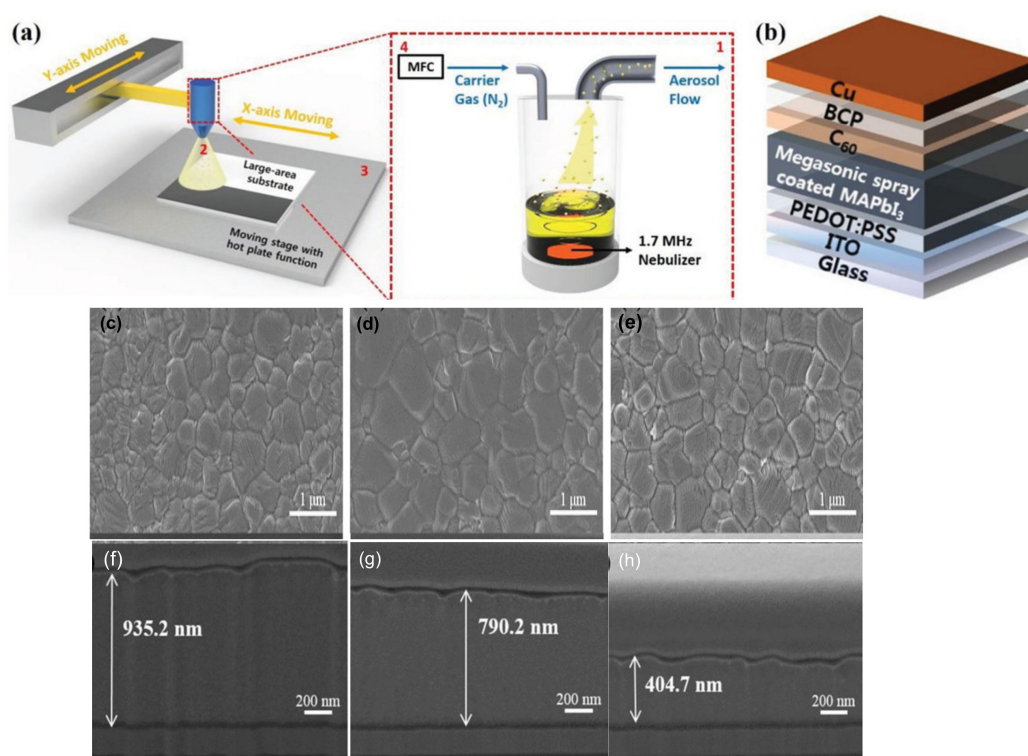 (a)
Y-axis Moving
X-axis Moving
2
3
Large-area
substrate
Moving stage with
hot plate function
4
1
MFC
Carrier
Gas (N₂)
Aerosol
Flow
1.7 MHz
Nebulizer
(b)
Cu
BCP
C₆₀
Megasonic spray
coated MAPbI₃
PEDOT:PSS
ITO
Glass
(c)
1 μm
(d)
1 μm
(e)
1 μm
(f)
935.2 nm
200 nm
(g)
790.2 nm
200 nm
(h)
404.7 nm
200 nm